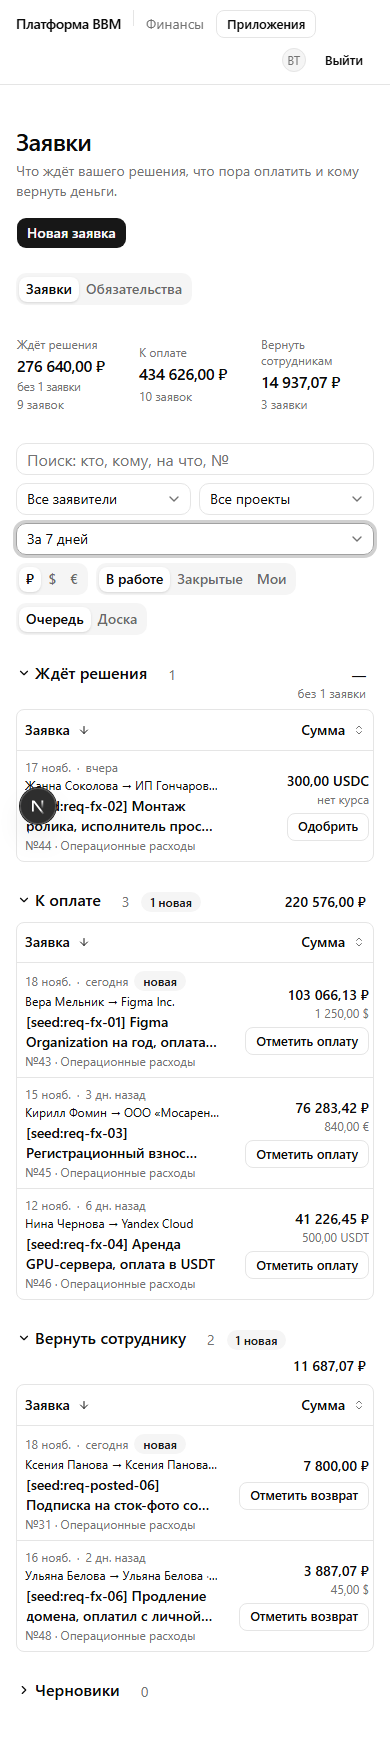 Платформа BBM
Финансы
Приложения
ВТ
Выйти
Заявки
Что ждёт вашего решения, что пора оплатить и кому
вернуть деньги.
Новая заявка
Заявки
Обязательства
Ждёт решения
276 640,00 ₽
без 1 заявки
9 заявок
К оплате
434 626,00 ₽
10 заявок
Вернуть
сотрудникам
14 937,07 ₽
3 заявки
Поиск: кто, кому, на что, №
Все заявители
Все проекты
За 7 дней
₽ $ €
В работе Закрытые Мои
Очередь Доска
Ждёт решения 1 —
без 1 заявки
Заявка ↓ Сумма
17 нояб. · вчера
Жанна Соколова → ИП Гончаров...
:req-fx-02] Монтаж
ролика, исполнитель прос...
№44 · Операционные расходы
300,00 USDC
нет курса
Одобрить
К оплате 3 1 новая 220 576,00 ₽
Заявка ↓ Сумма
18 нояб. · сегодня новая
Вера Мельник → Figma Inc.
[seed:req-fx-01] Figma
Organization на год, оплата...
№43 · Операционные расходы
103 066,13 ₽
1 250,00 $
Отметить оплату
15 нояб. · 3 дн. назад
Кирилл Фомин → ООО «Мосарен...
[seed:req-fx-03]
Регистрационный взнос...
№45 · Операционные расходы
76 283,42 ₽
840,00 €
Отметить оплату
12 нояб. · 6 дн. назад
Нина Чернова → Yandex Cloud
[seed:req-fx-04] Аренда
GPU-сервера, оплата в USDT
№46 · Операционные расходы
41 226,45 ₽
500,00 USDT
Отметить оплату
Вернуть сотруднику 2 1 новая
11 687,07 ₽
Заявка ↓ Сумма
18 нояб. · сегодня новая
Ксения Панова → Ксения Панова...
[seed:req-posted-06]
Подписка на сток-фото со...
№31 · Операционные расходы
7 800,00 ₽
Отметить возврат
16 нояб. · 2 дн. назад
Ульяна Белова → Ульяна Белова ·...
[seed:req-fx-06] Продление
домена, оплатил с личной...
№48 · Операционные расходы
3 887,07 ₽
45,00 $
Отметить возврат
Черновики 0